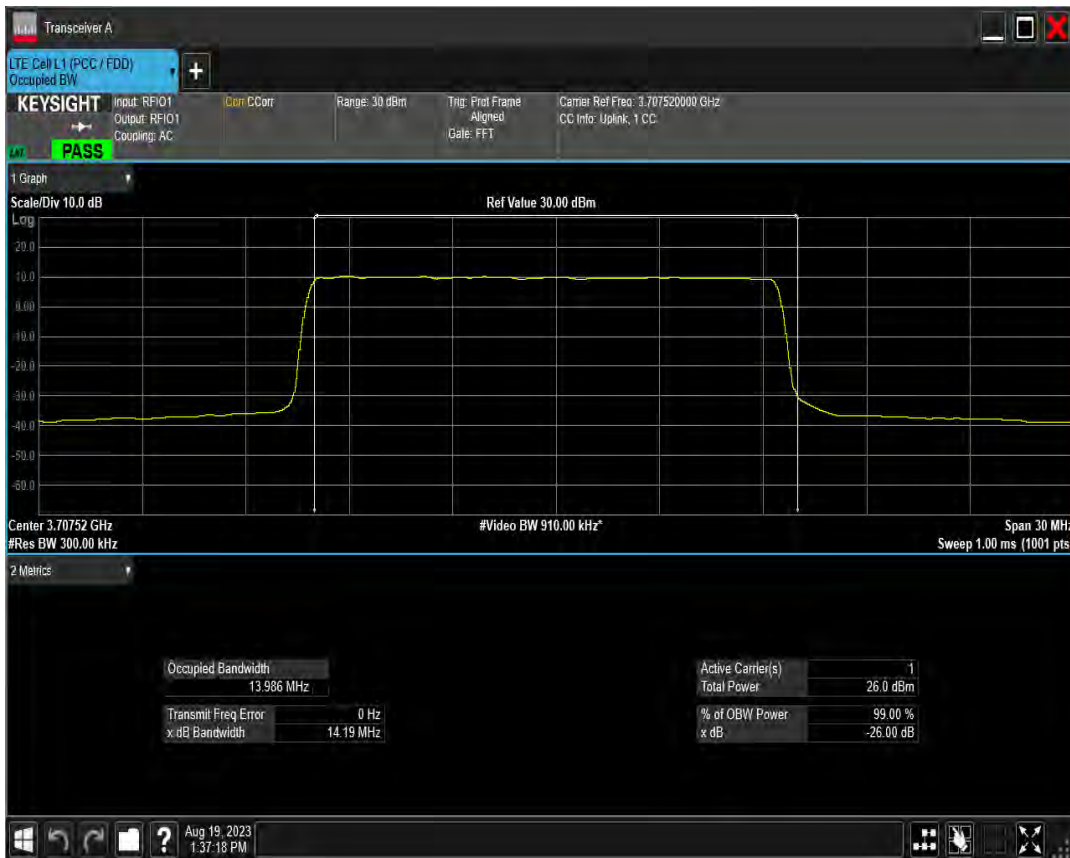 Transceiver A
LTE Cell L1 (PCC / FDD)
Occupied BW
KEYSIGHT
Input: RFIO1
Output: RFIO1
Coupling: AC
Corr CCorr
Range: 30 dBm
Trig: Prot Frame
Aligned
Gate: FFT
Carrier Ref Freq: 3.707520000 GHz
CC Info: Uplink, 1 CC
PASS
1 Graph
Scale/Div 10.0 dB
Ref Value 30.00 dBm
Log
20.0
10.0
0.00
-10.0
-20.0
-30.0
-40.0
-50.0
-60.0
Center 3.70752 GHz
#Video BW 910.00 kHz*
Span 30 MHz
#Res BW 300.00 kHz
Sweep 1.00 ms (1001 pts
2 Metrics
Occupied Bandwidth
13.986 MHz
Transmit Freq Error 0 Hz
x dB Bandwidth 14.19 MHz
Active Carrier(s) 1
Total Power 26.0 dBm
% of OBW Power 99.00 %
x dB -26.00 dB
?
Aug 19, 2023
1:37:18 PM